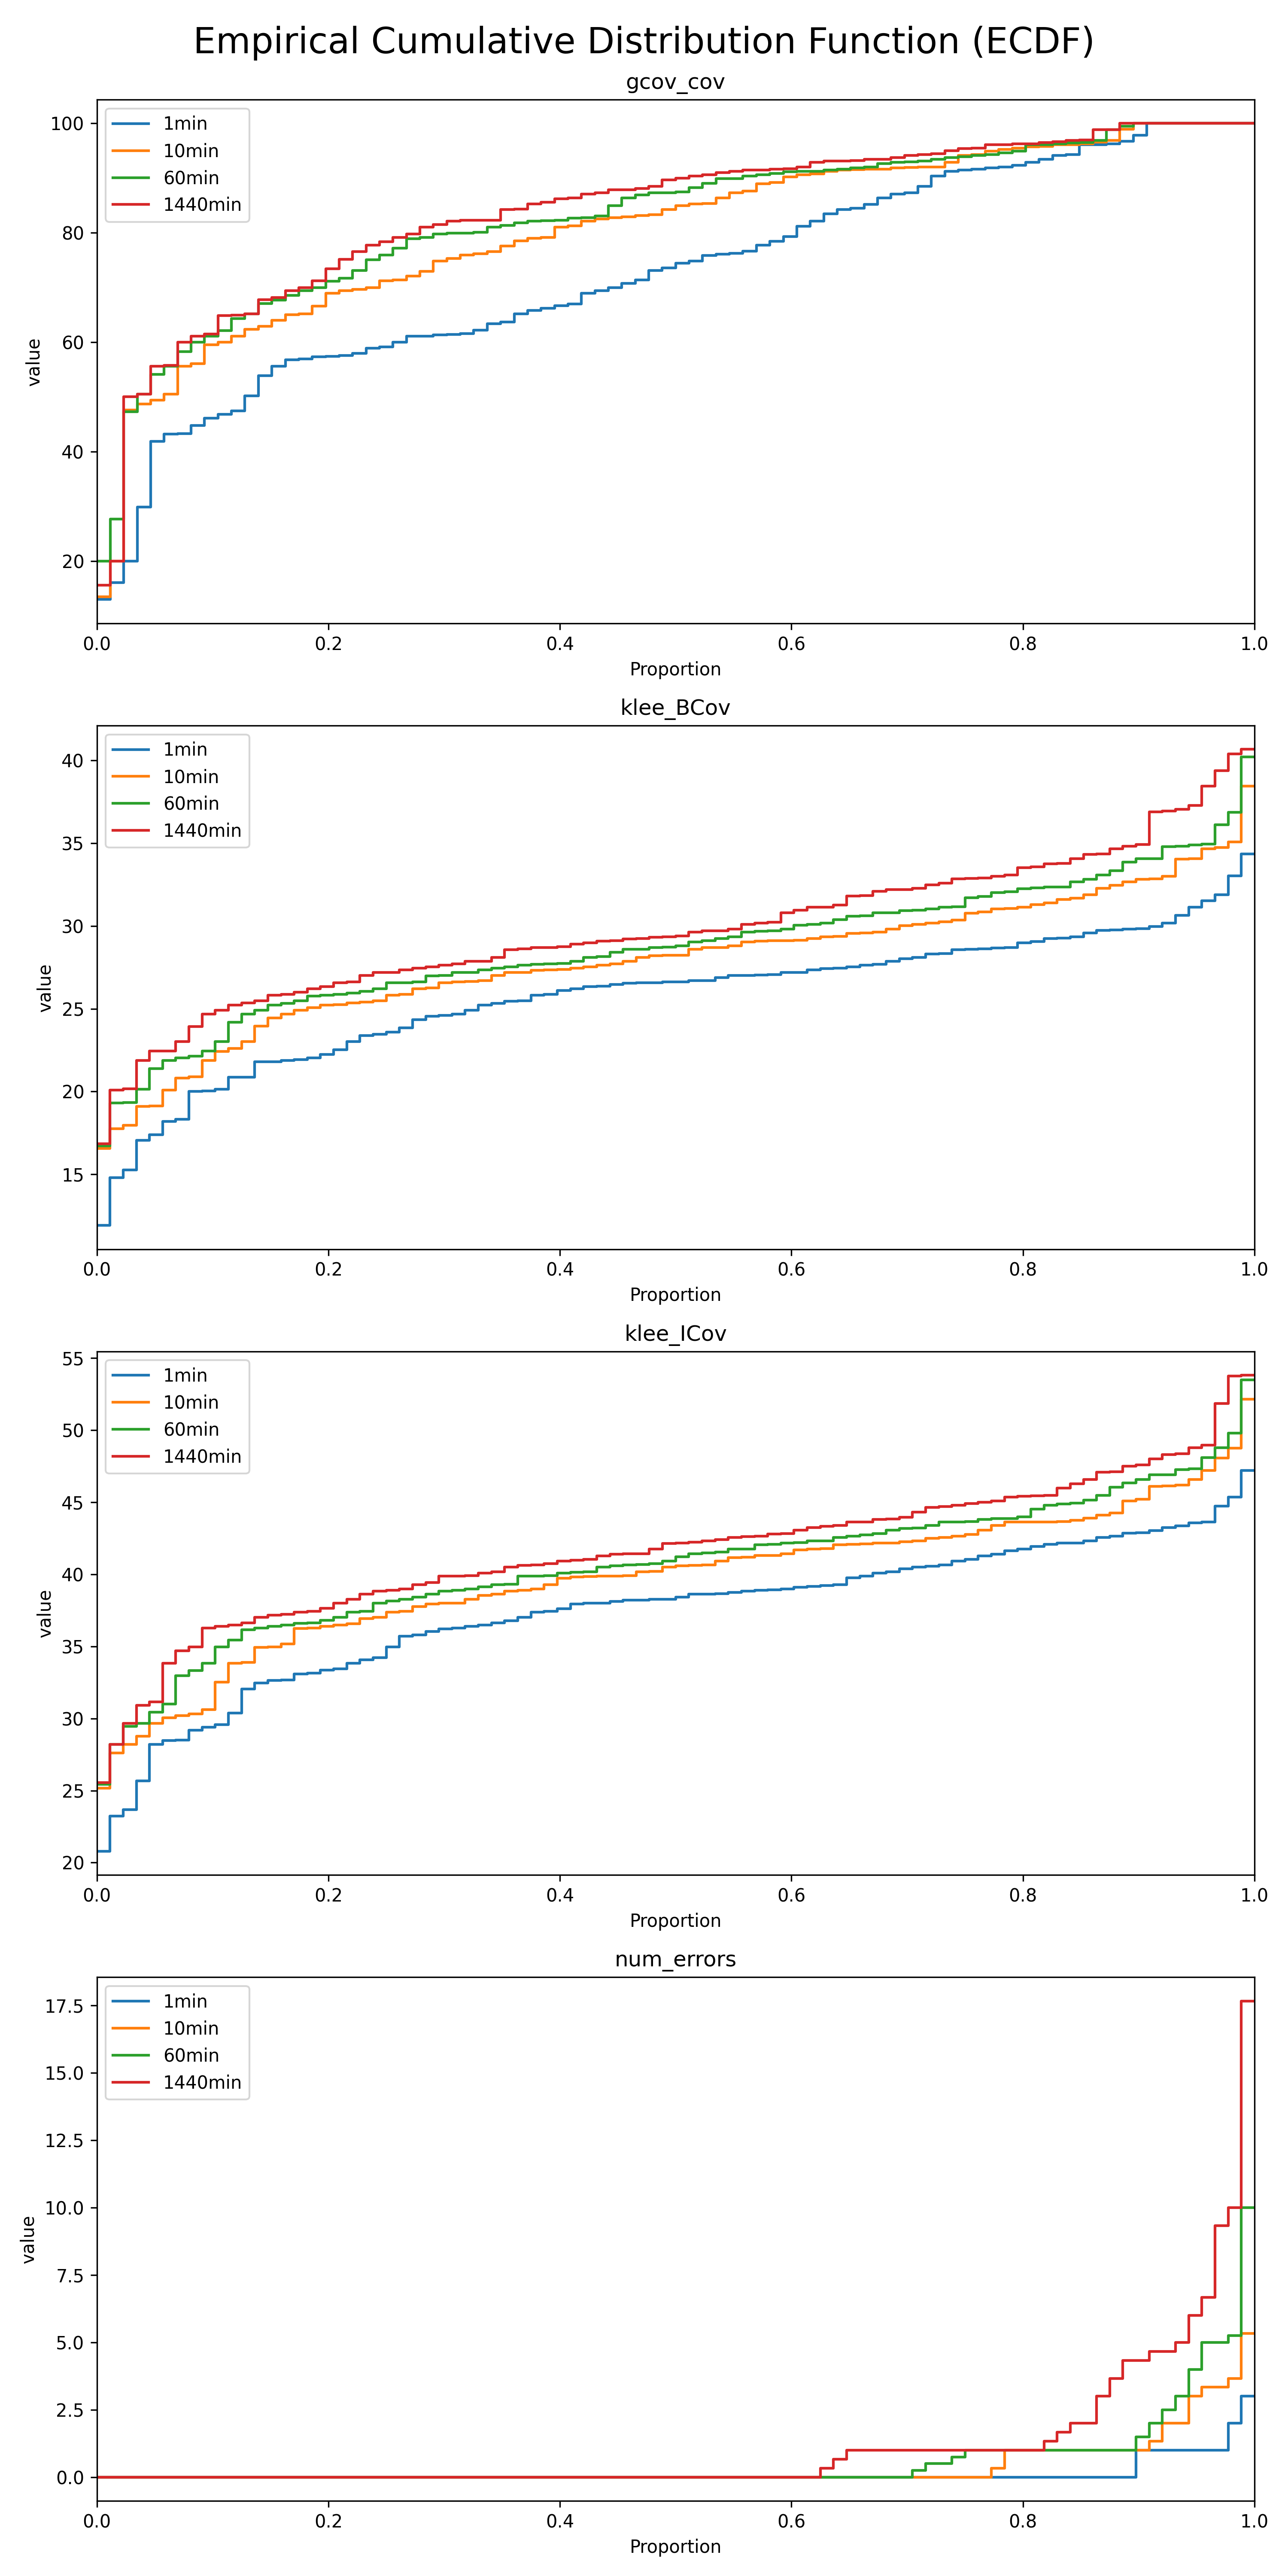 Empirical Cumulative Distribution Function (ECDF)
gcov_cov
1min
10min
60min
1440min
100
80
60
40
20
value
0.0 0.2 0.4 0.6 0.8 1.0
Proportion
klee_BCov
1min
10min
60min
1440min
40
35
30
25
20
15
value
0.0 0.2 0.4 0.6 0.8 1.0
Proportion
klee_ICov
1min
10min
60min
1440min
55
50
45
40
35
30
25
20
value
0.0 0.2 0.4 0.6 0.8 1.0
Proportion
num_errors
1min
10min
60min
1440min
17.5
15.0
12.5
10.0
7.5
5.0
2.5
0.0
value
0.0 0.2 0.4 0.6 0.8 1.0
Proportion